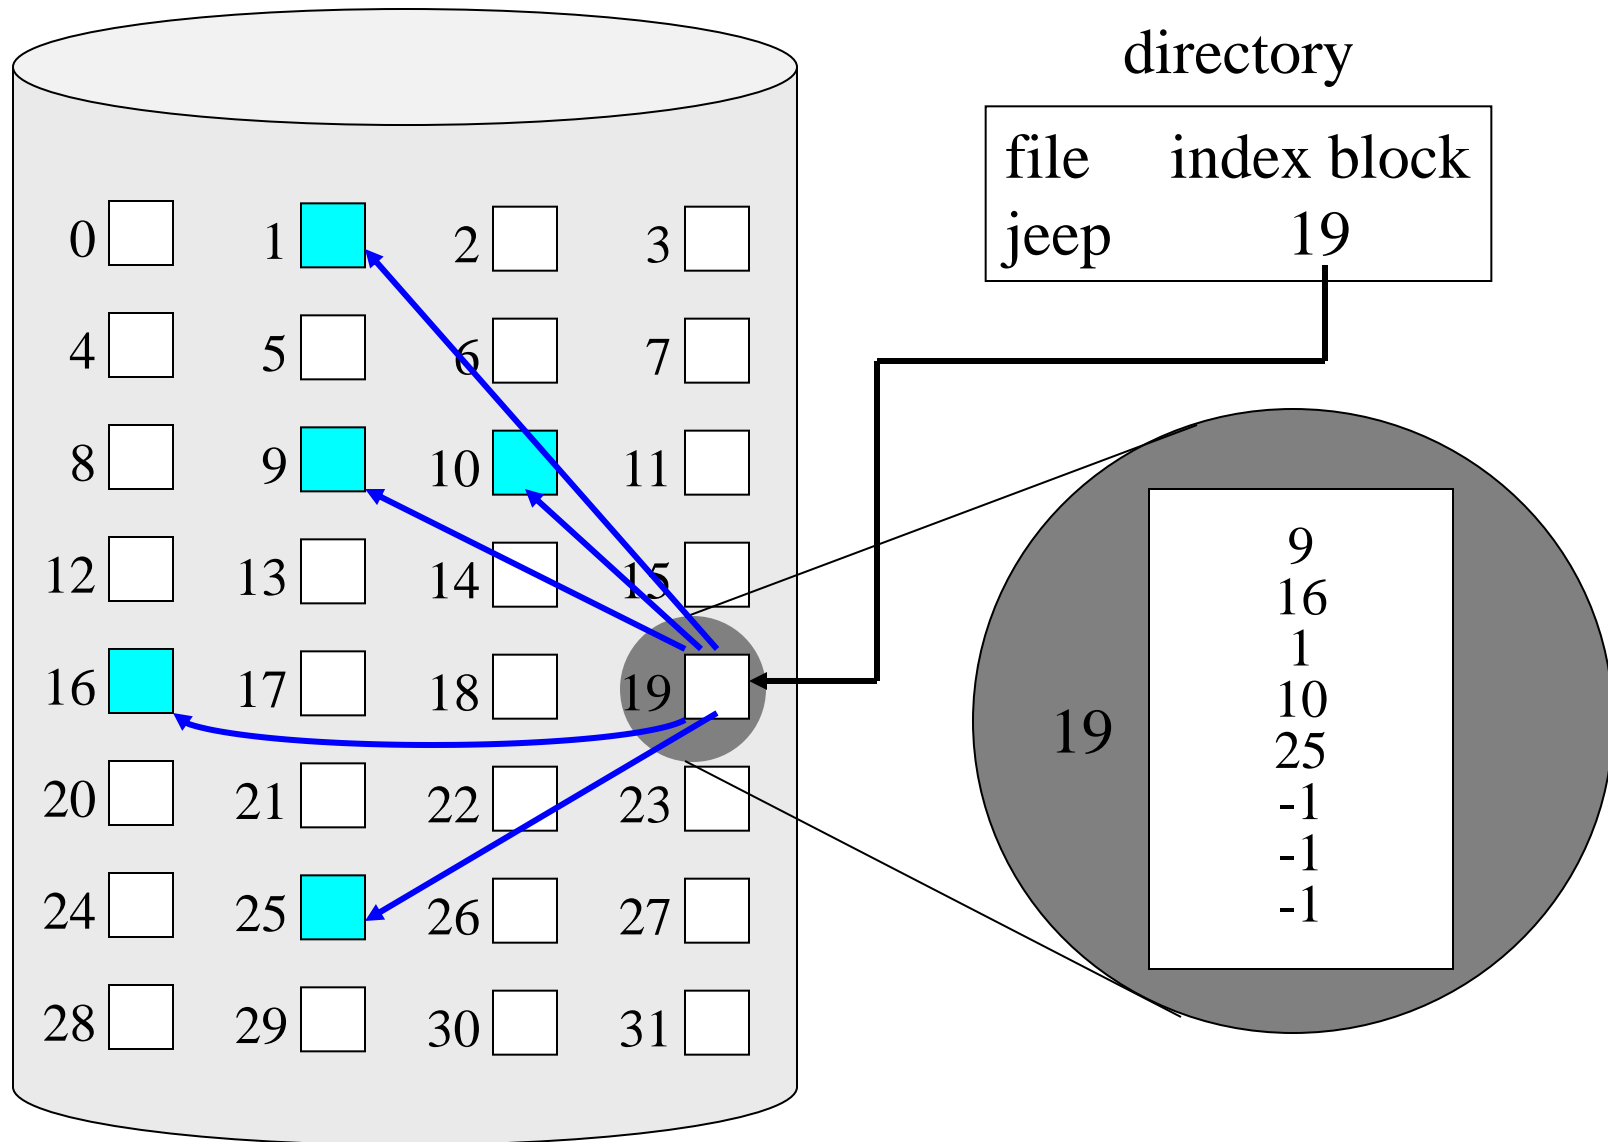 directory
file index block
jeep 19
0 1 2 3
4 5 6 7
8 9 10 11
12 13 14 15
16 17 18 19
20 21 22 23
24 25 26 27
28 29 30 31
19
9
16
1
10
25
-1
-1
-1